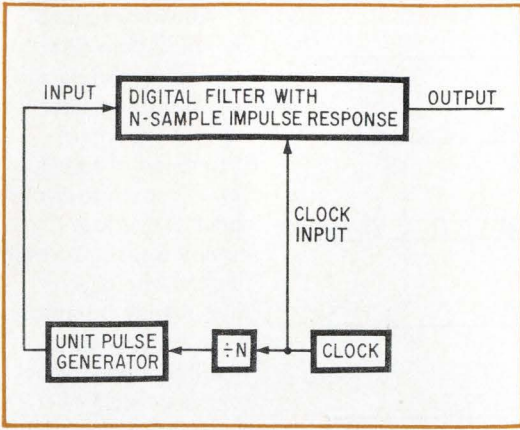 INPUT
DIGITAL FILTER WITH
N-SAMPLE IMPULSE RESPONSE
OUTPUT
CLOCK
INPUT
UNIT PULSE
GENERATOR
÷N
CLOCK